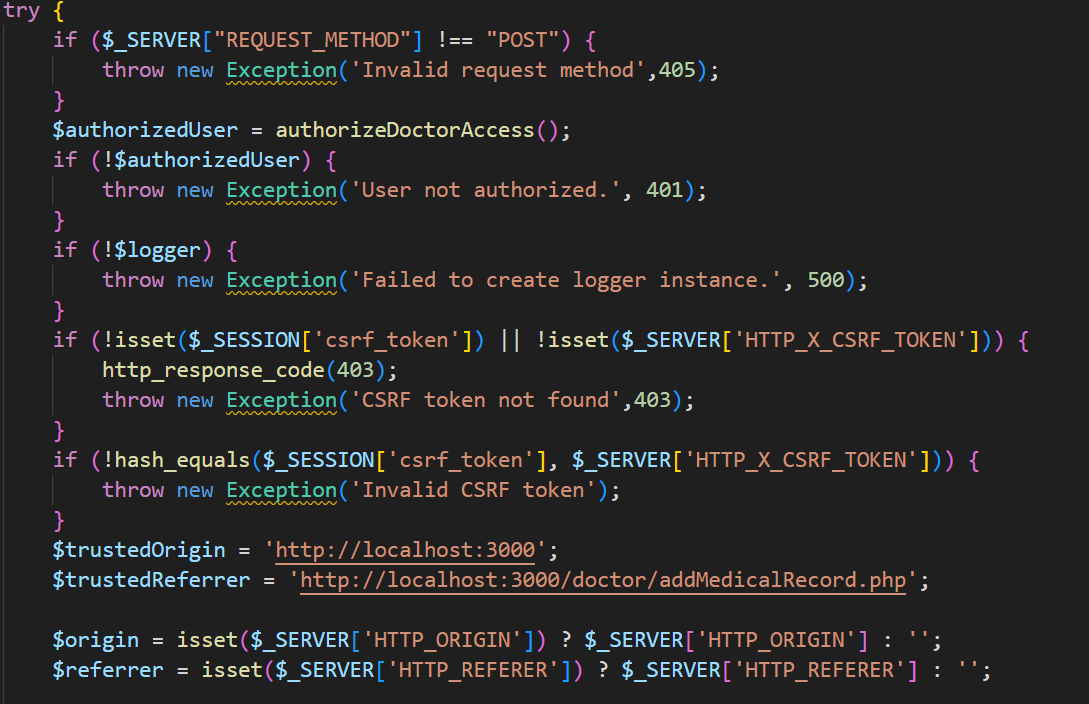 try {
    if ($_SERVER["REQUEST_METHOD"] !== "POST") {
        throw new Exception('Invalid request method',405);
    }
    $authorizedUser = authorizeDoctorAccess();
    if (!$authorizedUser) {
        throw new Exception('User not authorized.', 401);
    }
    if (!$logger) {
        throw new Exception('Failed to create logger instance.', 500);
    }
    if (!isset($_SESSION['csrf_token']) || !isset($_SERVER['HTTP_X_CSRF_TOKEN'])) {
        http_response_code(403);
        throw new Exception('CSRF token not found',403);
    }
    if (!hash_equals($_SESSION['csrf_token'], $_SERVER['HTTP_X_CSRF_TOKEN'])) {
        throw new Exception('Invalid CSRF token');
    }
    $trustedOrigin = 'http://localhost:3000';
    $trustedReferrer = 'http://localhost:3000/doctor/addMedicalRecord.php';

    $origin = isset($_SERVER['HTTP_ORIGIN']) ? $_SERVER['HTTP_ORIGIN'] : '';
    $referrer = isset($_SERVER['HTTP_REFERER']) ? $_SERVER['HTTP_REFERER'] : '';